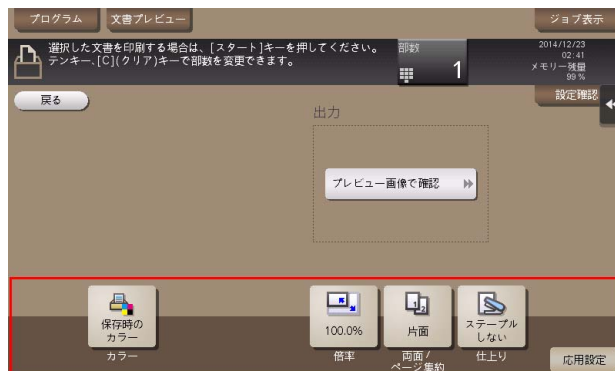 プログラム
文書プレビュー
ジョブ表示
選択した文書を印刷する場合は、[スタート]キーを押してください。
テンキー、[C](クリア)キーで部数を変更できます。
部数
1
2014/12/23
02:41
メモリー残量
99 %
戻る
設定確認
出力
プレビュー画像で確認
保存時の
カラー
カラー
100.0%
倍率
片面
両面/
ページ集約
ステープル
しない
仕上り
応用設定